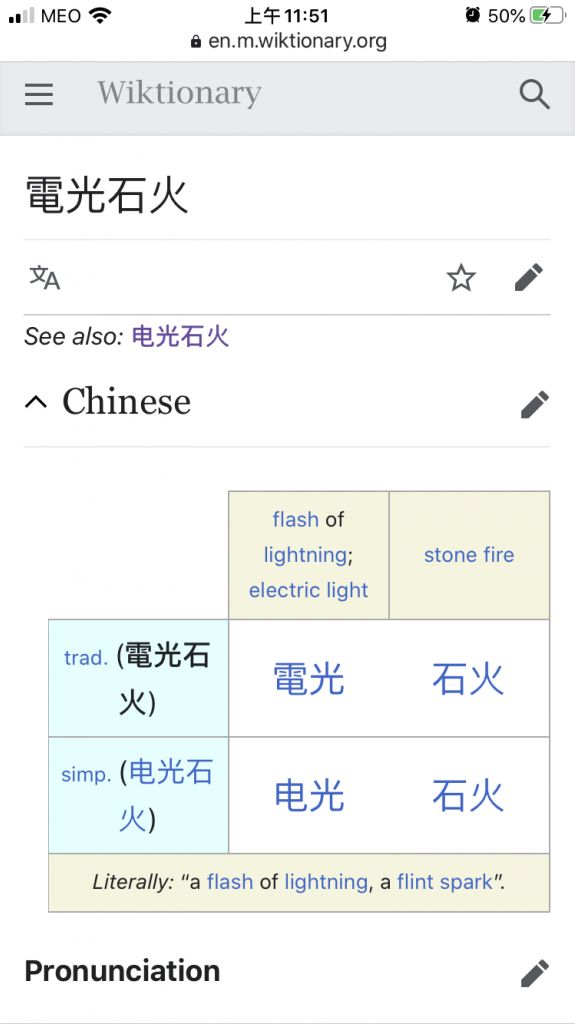 MEO 上午11:51 50%
en.m.wiktionary.org
Wiktionary
電光石火
文A
See also: 电光石火
Chinese
flash of
lightning;
electric light
stone fire
trad. (電光石
火)
電光 石火
simp. (电光石
火)
电光 石火
Literally: “a flash of lightning, a flint spark”.
Pronunciation